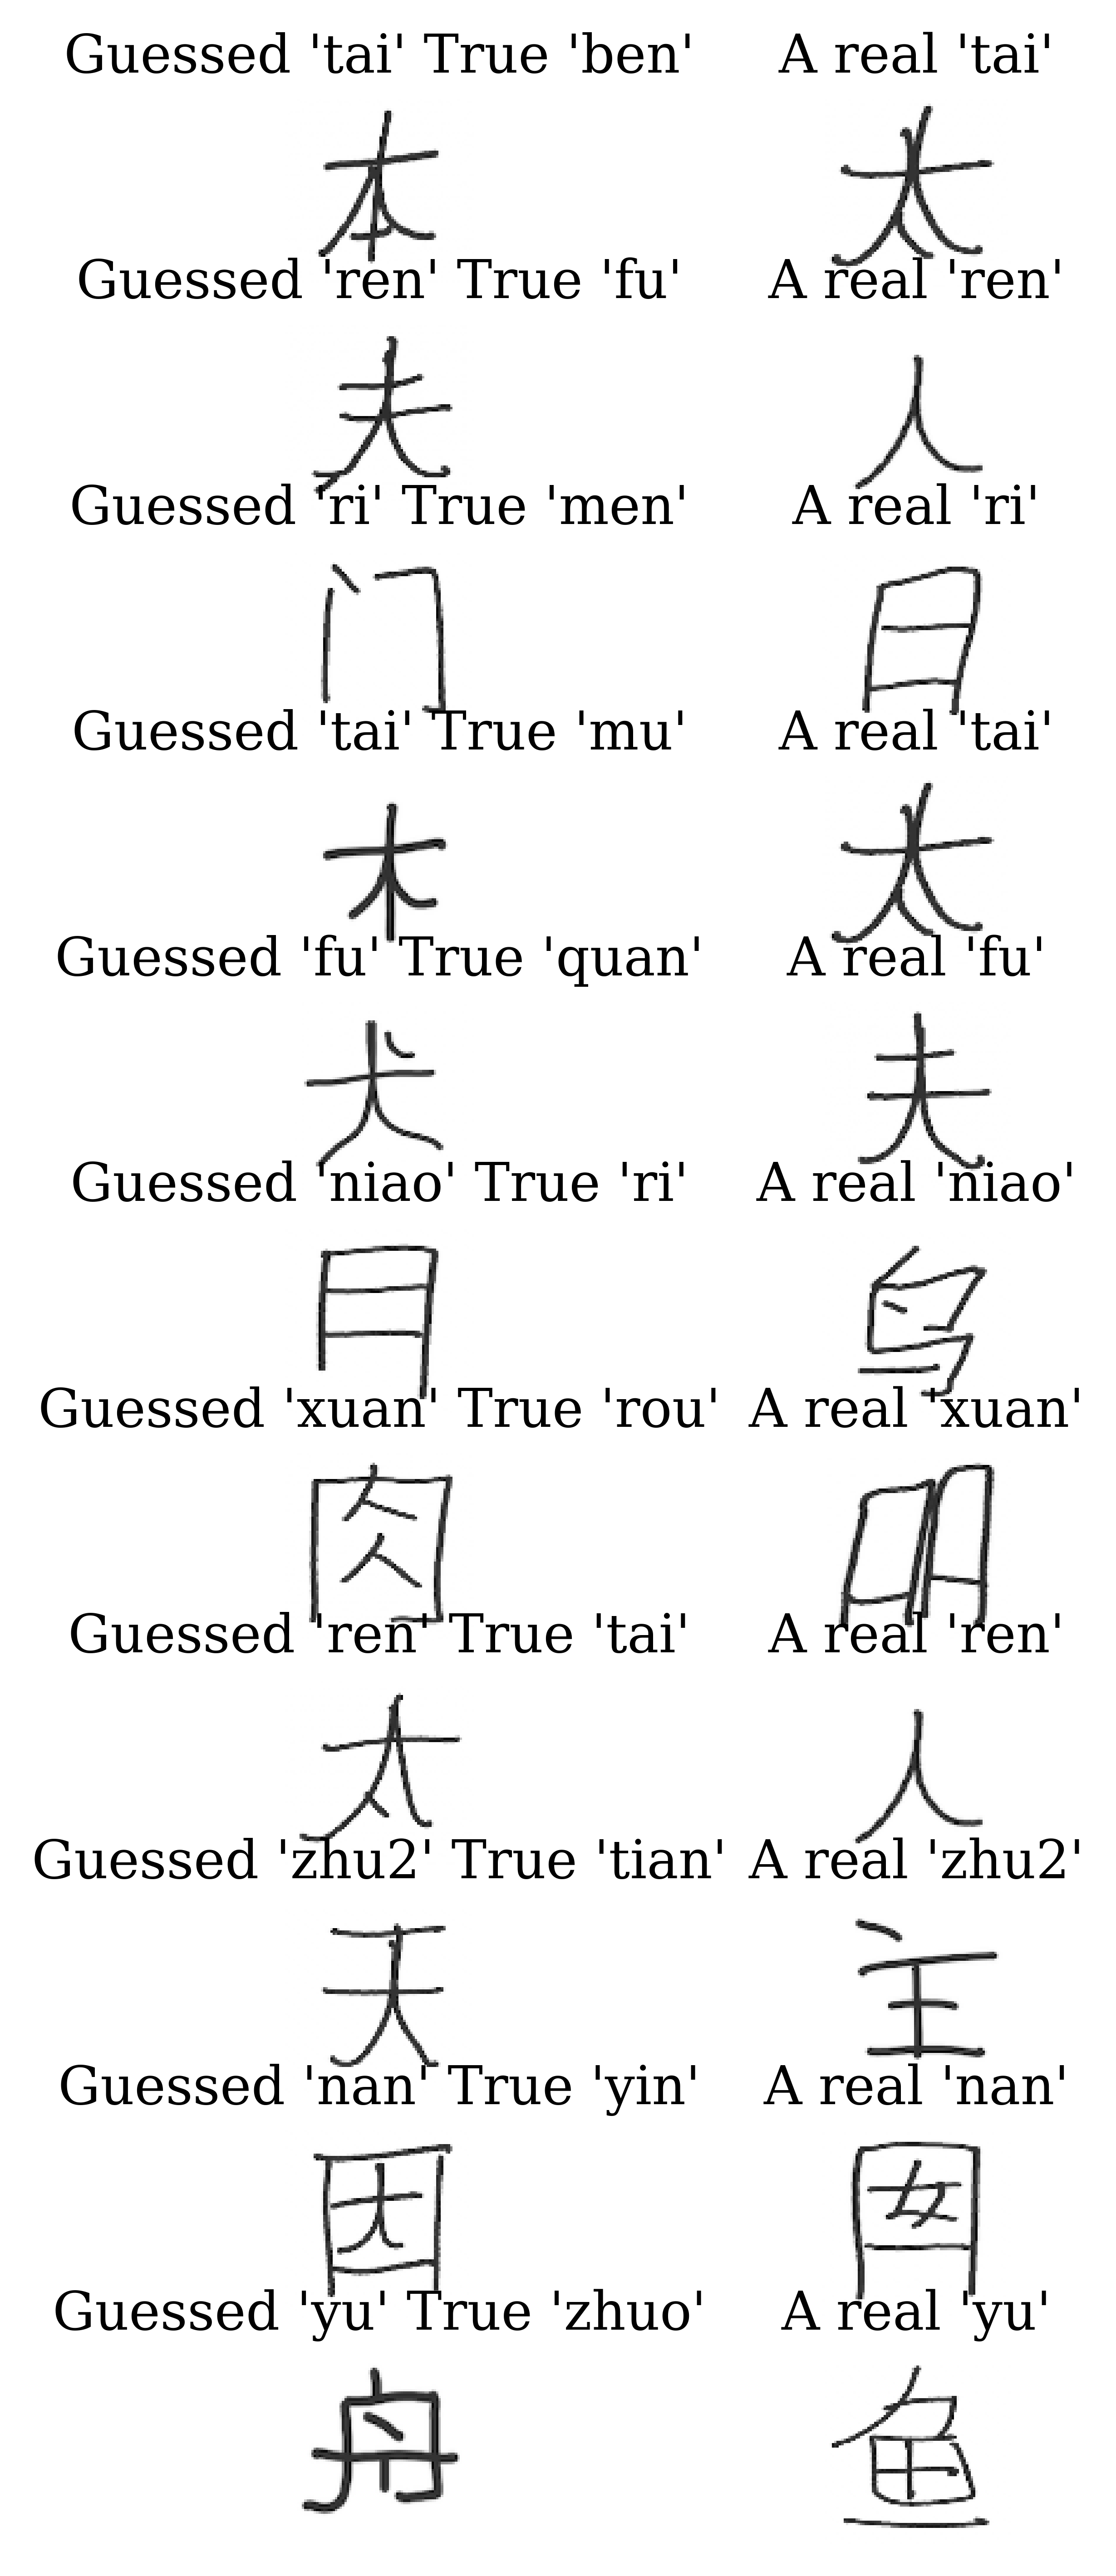 Guessed 'tai' True 'ben' A real 'tai'
本 太
Guessed 'ren' True 'fu' A real 'ren'
夫 人
Guessed 'ri' True 'men' A real 'ri'
门 日
Guessed 'tai' True 'mu' A real 'tai'
木 太
Guessed 'fu' True 'quan' A real 'fu'
犬 夫
Guessed 'niao' True 'ri' A real 'niao'
日 鸟
Guessed 'xuan' True 'rou' A real 'xuan'
肉 吅
Guessed 'ren' True 'tai' A real 'ren'
太 人
Guessed 'zhu2' True 'tian' A real 'zhu2'
天 主
Guessed 'nan' True 'yin' A real 'nan'
因 囡
Guessed 'yu' True 'zhuo' A real 'yu'
舟 鱼